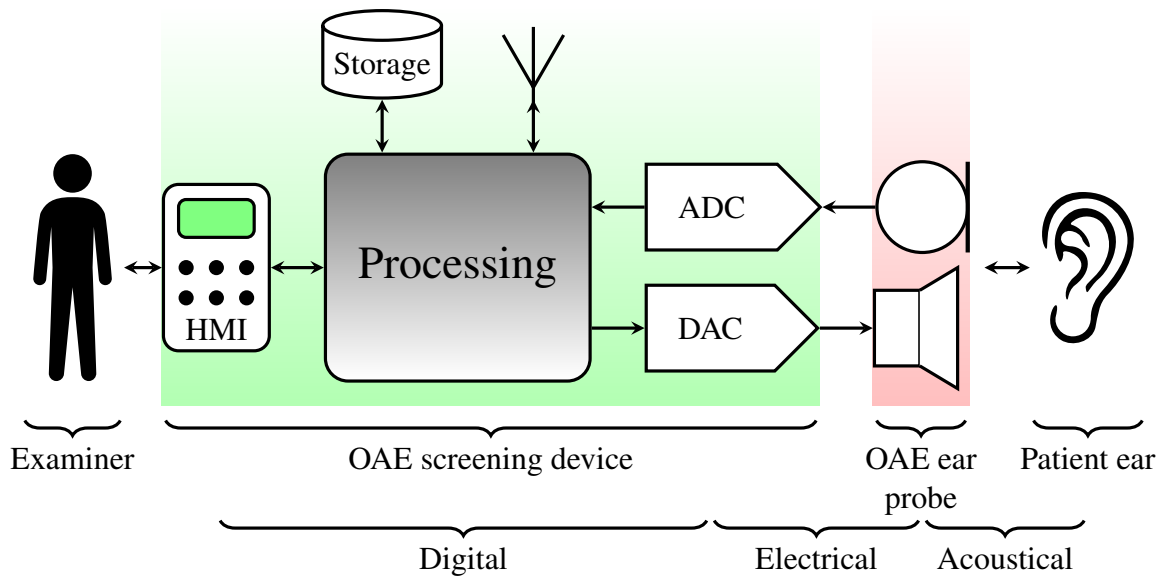 Storage
ADC
Processing
DAC
HMI
Examiner
OAE screening device
OAE ear
probe
Patient ear
Digital
Electrical
Acoustical